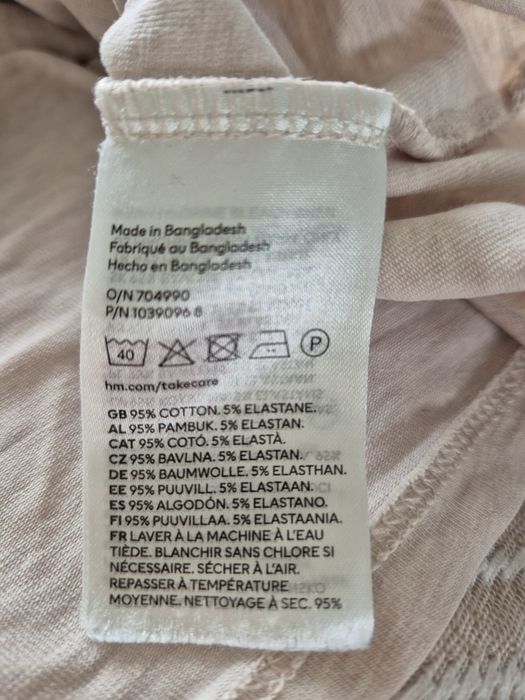 Made in Bangladesh
Fabriqué au Bangladesh
Hecho en Bangladesh
O/N 704990
P/N 1039096 8
40 P
hm.com/takecare
GB 95% COTTON. 5% ELASTANE.
AL 95% PAMBUK. 5% ELASTAN.
CAT 95% COTÓ. 5% ELASTÀ.
CZ 95% BAVLNA. 5% ELASTAN.
DE 95% BAUMWOLLE. 5% ELASTHAN.
EE 95% PUUVILL. 5% ELASTAAN.
ES 95% ALGODÓN. 5% ELASTANO.
FI 95% PUUVILLAA. 5% ELASTAANIA.
FR LAVER À LA MACHINE À L'EAU
TIÈDE. BLANCHIR SANS CHLORE SI
NÉCESSAIRE. SÉCHER À L'AIR.
REPASSER À TEMPÉRATURE
MOYENNE. NETTOYAGE À SEC. 95%